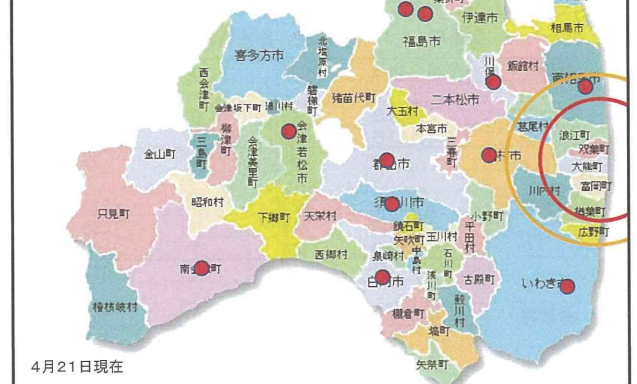 伊達市
相馬市
福島市
北塩原村
喜多方市
川俣
飯舘村
南相馬市
西会津町
磐梯町
猪苗代町
二本松市
大玉村
会津坂下町
湯川村
本宮市
葛尾村
浪江町
柳津町
会津若松市
三春町
双葉町
金山町
三島町
会津美里町
郡山市
村市
大熊町
川内村
富岡町
昭和村
楢葉町
只見町
下郷町
天栄村
須賀川市
小野町
広野町
鏡石町
矢吹町
玉川村
平田村
西郷村
泉崎村
中島村
石川町
南会津町
白河市
浅川町
古殿町
いわき市
檜枝岐村
棚倉町
鮫川村
塙町
矢祭町
4月21日現在